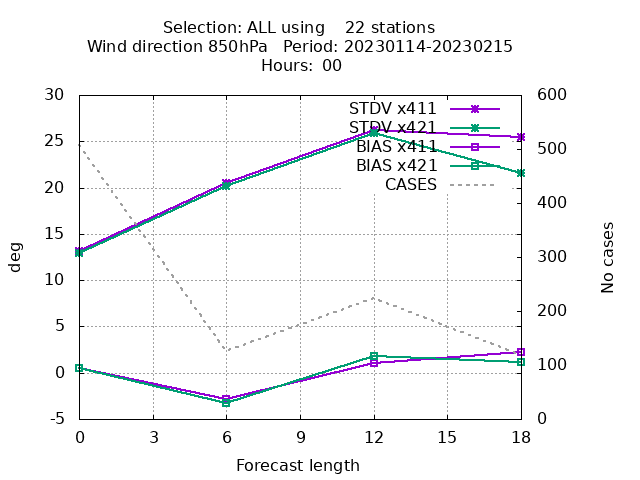 Selection: ALL using    22 stations
Wind direction 850hPa   Period: 20230114-20230215
Hours: 00
STDV x411
STDV x421
BIAS x411
BIAS x421
CASES
30
25
20
15
10
5
0
-5
deg
600
500
400
300
200
100
0
No cases
0 3 6 9 12 15 18
Forecast length